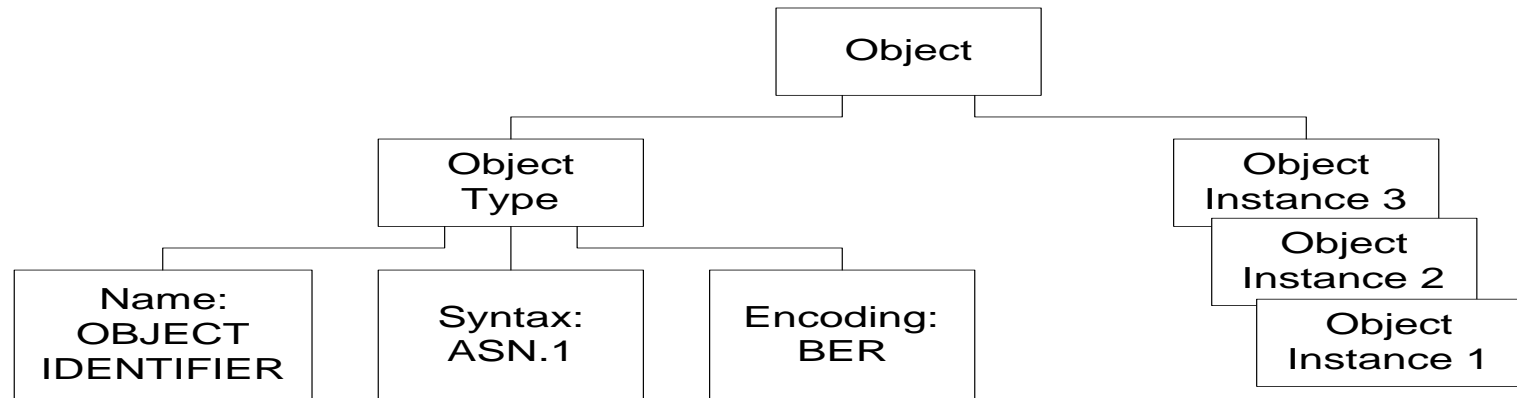 Object
Object
Type
Object
Instance 3
Object
Instance 2
Object
Instance 1
Name:
OBJECT
IDENTIFIER
Syntax:
ASN.1
Encoding:
BER